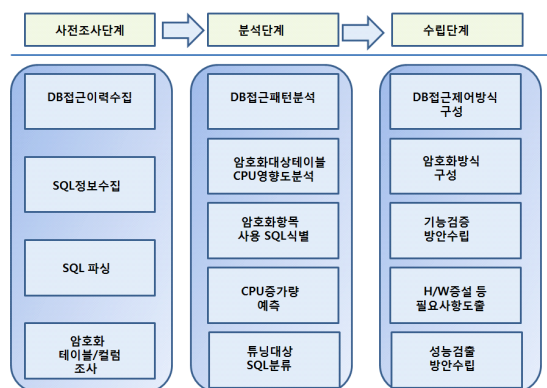 사전조사단계
분석단계
수립단계
DB접근이력수집
SQL정보수집
SQL 파싱
암호화
테이블/컬럼
조사
DB접근패턴분석
암호화대상테이블
CPU영향도분석
암호화항목
사용 SQL식별
CPU증가량
예측
튜닝대상
SQL분류
DB접근제어방식
구성
암호화방식
구성
기능검증
방안수립
H/W증설 등
필요사항도출
성능검출
방안수립